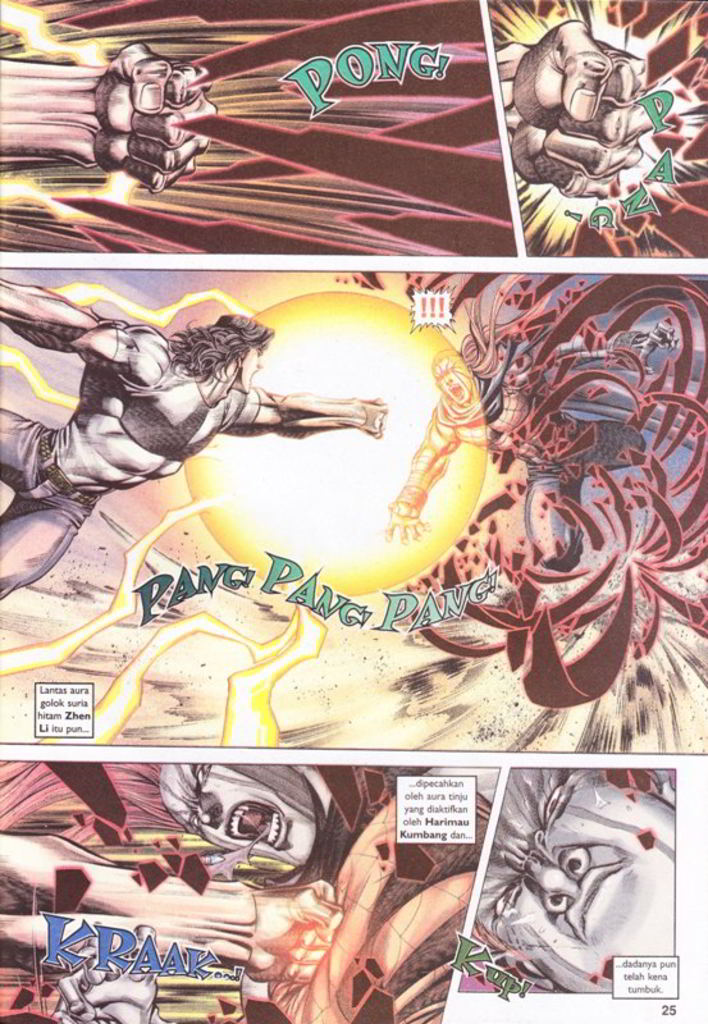 PONG!
PANG!
!!!
PANG! PANG PANG!
Lantas aura
golok suria
hitam Zhen
Li itu pun...
...dipecahkan
oleh aura tinju
yang diaktifkan
oleh Harimau
Kumbang dan...
KRAAK...!
KUP!
...dadanya pun
telah kena
tumbuk.
25